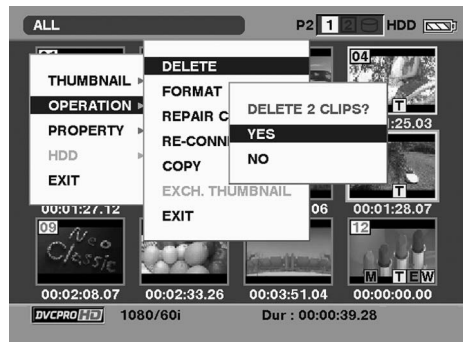 ALL P2 1 2 HDD
04
THUMBNAIL
OPERATION
PROPERTY
HDD
EXIT
DELETE
FORMAT
REPAIR C
RE-CONN
COPY
EXCH. THUMBNAIL
EXIT
DELETE 2 CLIPS?
YES
NO
T
:25.03
T
00:01:27.12
06
00:01:28.07
09
Neo
Classic
12
M T E W
00:02:08.07 00:02:33.26 00:03:51.04 00:00:00.00
DVCPRO HD 1080/60i Dur : 00:00:39.28